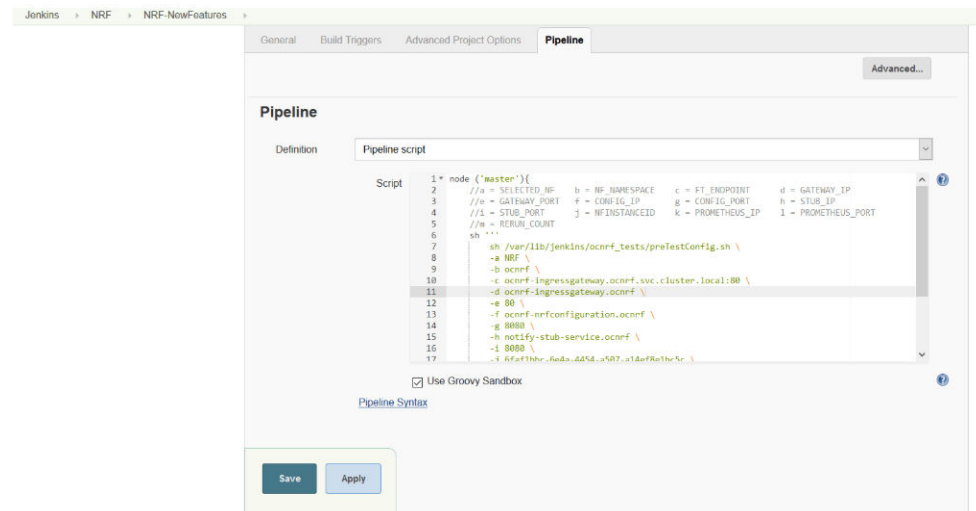 Jenkins › NRF › NRF-NewFeatures ›
General Build Triggers Advanced Project Options Pipeline
Advanced...
Pipeline
Definition Pipeline script
Script
1 node ('master'){
2 //a = SELECTED_NF b = NF_NAMESPACE c = FT_ENDPOINT d = GATEWAY_IP
3 //e = GATEWAY_PORT f = CONFIG_IP g = CONFIG_PORT h = STUB_IP
4 //i = STUB_PORT j = NFINSTANCEID k = PROMETHEUS_IP l = PROMETHEUS_PORT
5 //m = RERUN_COUNT
6 sh '''
7 sh /var/lib/jenkins/ocnrf_tests/preTestConfig.sh \
8 -a NRF \
9 -b ocnrf \
10 -c ocnrf-ingressgateway.ocnrf.svc.cluster.local:80 \
11 -d ocnrf-ingressgateway.ocnrf \
12 -e 80 \
13 -f ocnrf-nrfconfiguration.ocnrf \
14 -g 8080 \
15 -h notify-stub-service.ocnrf \
16 -i 8080 \
17 -j
Use Groovy Sandbox
Pipeline Syntax
Save Apply